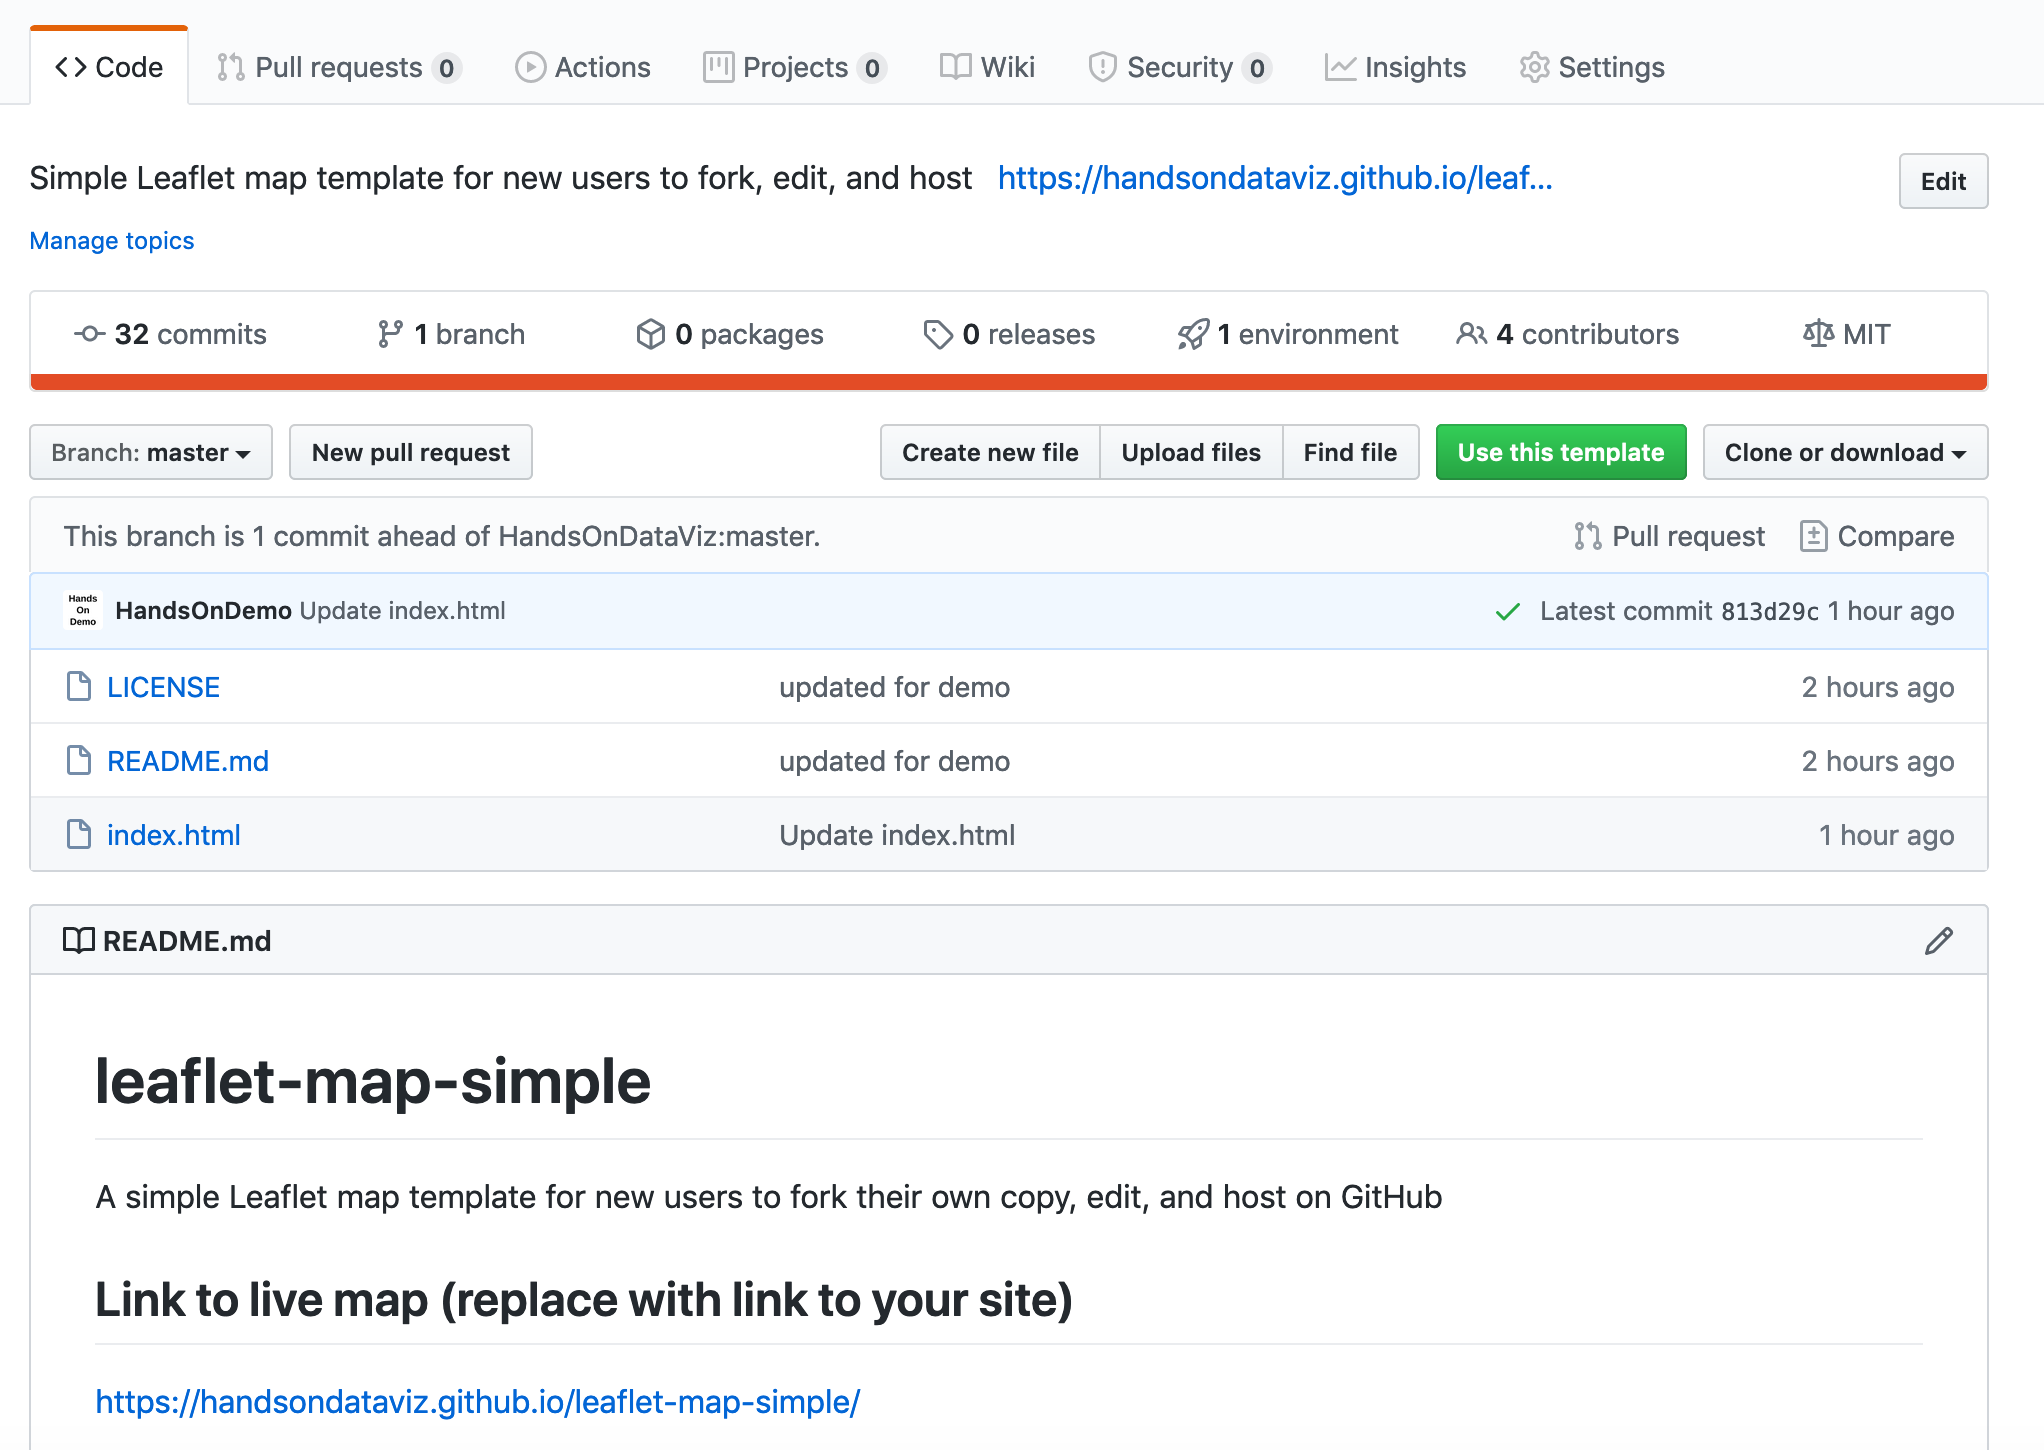 Code Pull requests 0 Actions Projects 0 Wiki Security 0 Insights Settings
Simple Leaflet map template for new users to fork, edit, and host https://handsondataviz.github.io/leaf...
Edit
Manage topics
32 commits 1 branch 0 packages 0 releases 1 environment 4 contributors MIT
Branch: master New pull request Create new file Upload files Find file Use this template Clone or download
This branch is 1 commit ahead of HandsOnDataViz:master. Pull request Compare
Hands
On
Demo
HandsOnDemo Update index.html Latest commit 813d29c 1 hour ago
LICENSE updated for demo 2 hours ago
README.md updated for demo 2 hours ago
index.html Update index.html 1 hour ago
README.md
leaflet-map-simple
A simple Leaflet map template for new users to fork their own copy, edit, and host on GitHub
Link to live map (replace with link to your site)
https://handsondataviz.github.io/leaflet-map-simple/